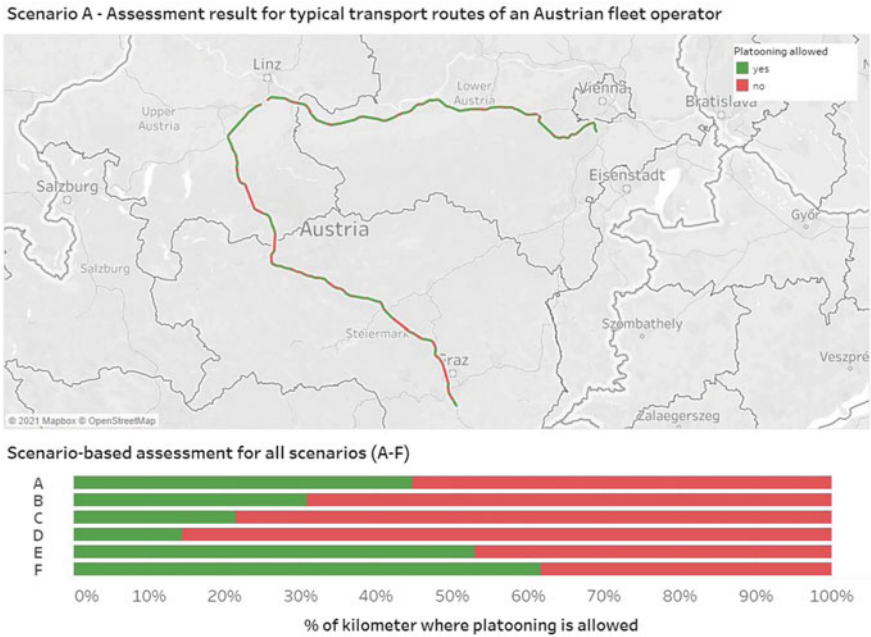 Scenario A - Assessment result for typical transport routes of an Austrian fleet operator
Platooning allowed
yes
no
Linz
Lower
Austria
Vienna
Bratislava
Upper
Austria
Salzburg
Eisenstadt
Győr
Austria
Salzburg
Szombathely
Steiermark
Graz
Veszpré
Zalaegerszeg
© 2021 Mapbox © OpenStreetMap
Scenario-based assessment for all scenarios (A-F)
A
B
C
D
E
F
0% 10% 20% 30% 40% 50% 60% 70% 80% 90% 100%
% of kilometer where platooning is allowed